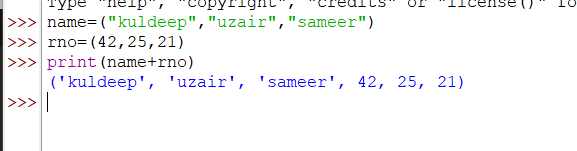 Type "help", "copyright", "credits" or "license()" fo
>>> name=("kuldeep","uzair","sameer")
>>> rno=(42,25,21)
>>> print(name+rno)
('kuldeep', 'uzair', 'sameer', 42, 25, 21)
>>>